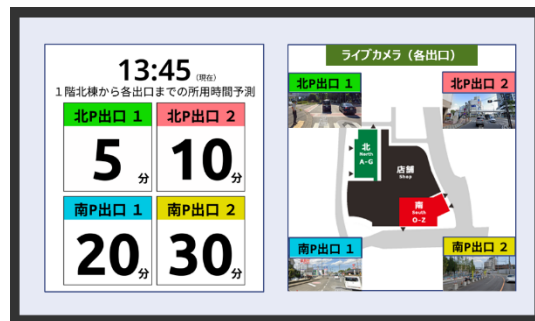 13:45 (現在)
1階北棟から各出口までの所用時間予測
北P出口 1
北P出口 2
5分
10分
南P出口 1
南P出口 2
20分
30分
ライブカメラ（各出口）
北P出口 1
北P出口 2
北
North
A-G
店舗
Shop
南
South
O-Z
南P出口 1
南P出口 2